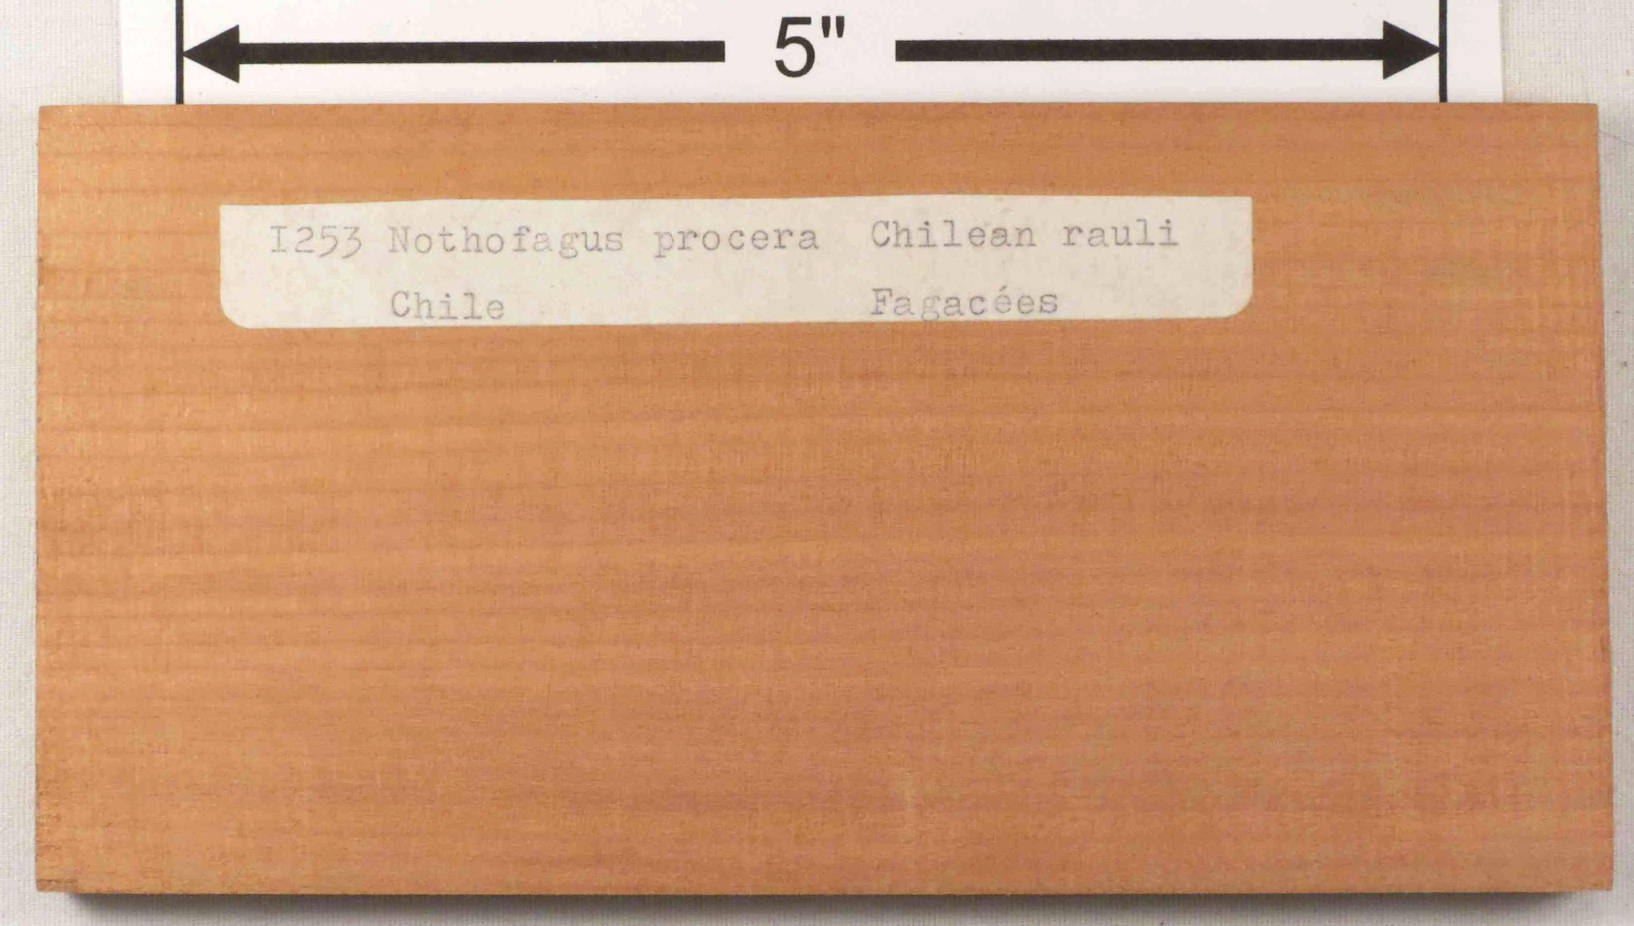 5"
I253 Nothofagus procera Chilean rauli
Chile Fagacées